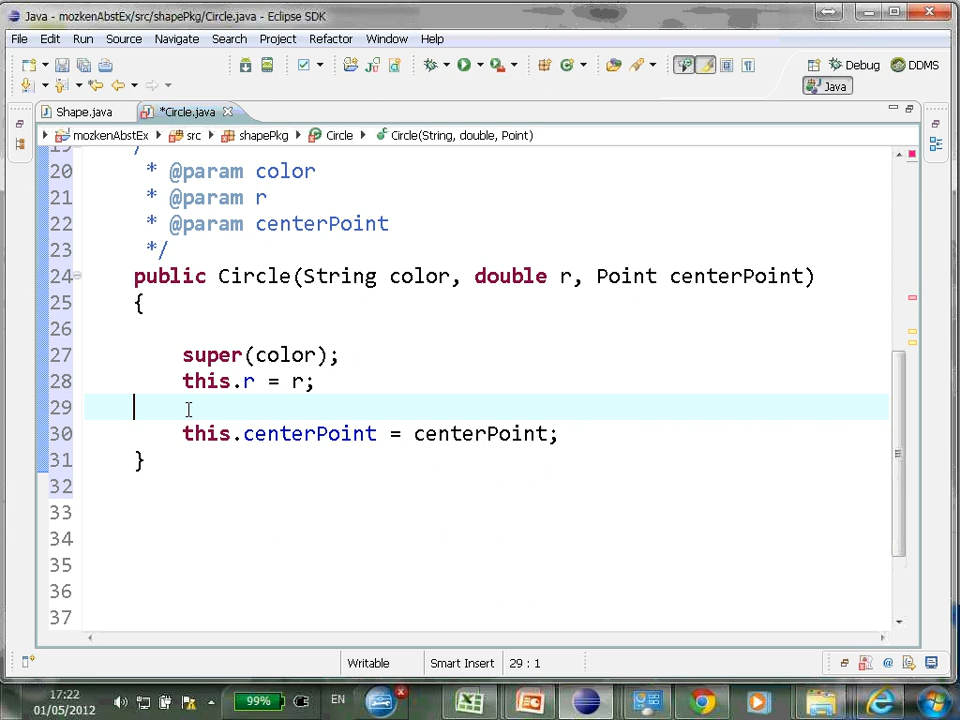 Java - mozkenAbstEx/src/shapePkg/Circle.java - Eclipse SDK
File Edit Run Source Navigate Search Project Refactor Window Help
Debug DDMS
Java
Shape.java *Circle.java
mozkenAbstEx src shapePkg Circle Circle(String, double, Point)
19 /
20 * @param color
21 * @param r
22 * @param centerPoint
23 */
24 public Circle(String color, double r, Point centerPoint)
25 {
26
27 super(color);
28 this.r = r;
29
30 this.centerPoint = centerPoint;
31 }
32
33
34
35
36
37
Writable Smart Insert 29 : 1
17:22
01/05/2012
99%
EN